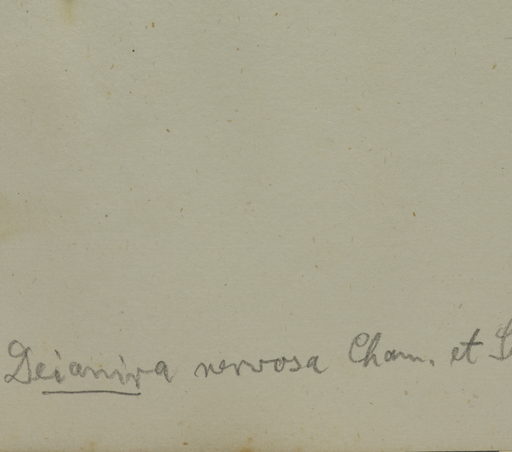 Deianira nervosa Cham. et